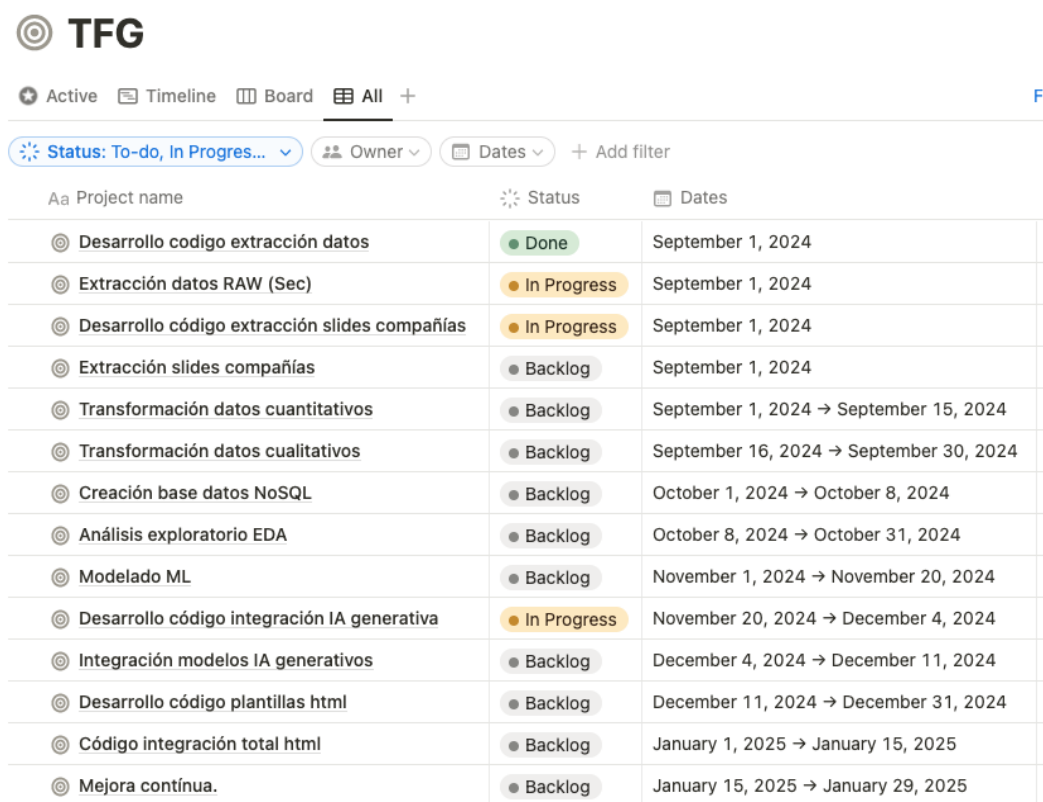 TFG
Active Timeline Board All + F
Status: To-do, In Progres... Owner Dates + Add filter
Aa Project name Status Dates
Desarrollo codigo extracción datos Done September 1, 2024
Extracción datos RAW (Sec) In Progress September 1, 2024
Desarrollo código extracción slides compañías In Progress September 1, 2024
Extracción slides compañías Backlog September 1, 2024
Transformación datos cuantitativos Backlog September 1, 2024 → September 15, 2024
Transformación datos cualitativos Backlog September 16, 2024 → September 30, 2024
Creación base datos NoSQL Backlog October 1, 2024 → October 8, 2024
Análisis exploratorio EDA Backlog October 8, 2024 → October 31, 2024
Modelado ML Backlog November 1, 2024 → November 20, 2024
Desarrollo código integración IA generativa In Progress November 20, 2024 → December 4, 2024
Integración modelos IA generativos Backlog December 4, 2024 → December 11, 2024
Desarrollo código plantillas html Backlog December 11, 2024 → December 31, 2024
Código integración total html Backlog January 1, 2025 → January 15, 2025
Mejora contínua. Backlog January 15, 2025 → January 29, 2025